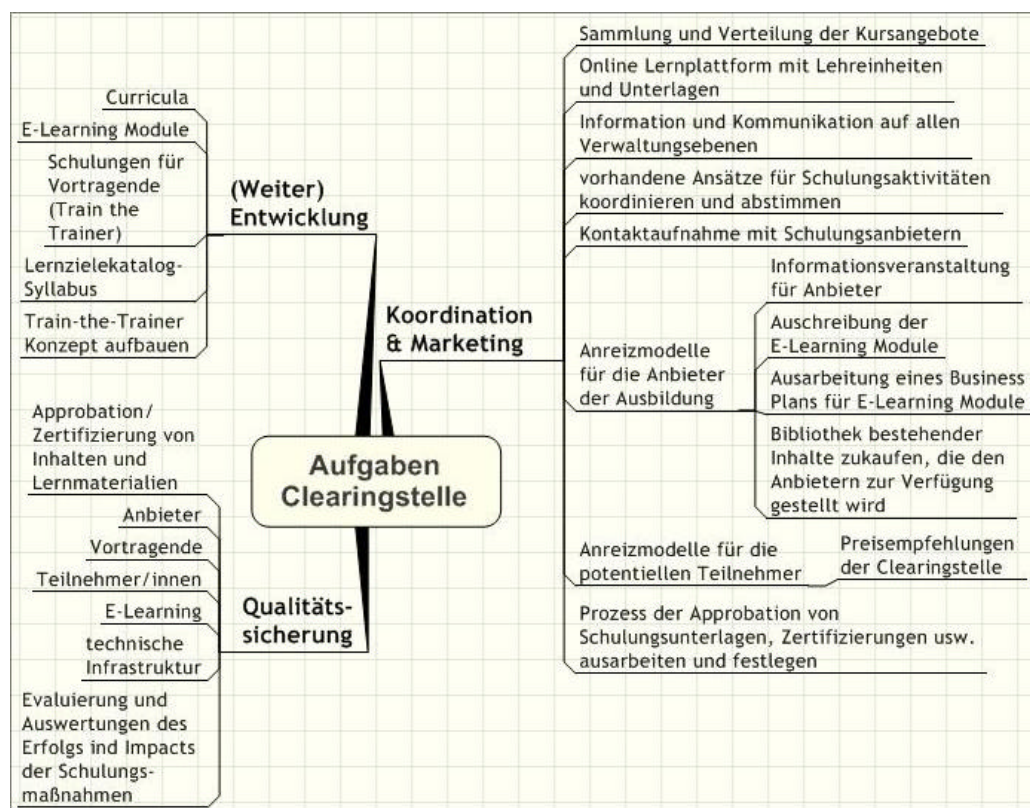 Aufgaben
Clearingstelle
(Weiter)
Entwicklung
Curricula
E-Learning Module
Schulungen für
Vortragende
(Train the
Trainer)
Lernzielekatalog-
Syllabus
Train-the-Trainer
Konzept aufbauen
Koordination
& Marketing
Sammlung und Verteilung der Kursangebote
Online Lernplattform mit Lehreinheiten
und Unterlagen
Information und Kommunikation auf allen
Verwaltungsebenen
vorhandene Ansätze für Schulungsaktivitäten
koordinieren und abstimmen
Kontaktaufnahme mit Schulungsanbietern
Anreizmodelle
für die Anbieter
der Ausbildung
Informationsveranstaltung
für Anbieter
Auschreibung der
E-Learning Module
Ausarbeitung eines Business
Plans für E-Learning Module
Bibliothek bestehender
Inhalte zukaufen, die den
Anbietern zur Verfügung
gestellt wird
Anreizmodelle für die
potentiellen Teilnehmer
Preisempfehlungen
der Clearingstelle
Prozess der Approbation von
Schulungsunterlagen, Zertifizierungen usw.
ausarbeiten und festlegen
Qualitäts-
sicherung
Approbation/
Zertifizierung von
Inhalten und
Lernmaterialien
Anbieter
Vortragende
Teilnehmer/innen
E-Learning
technische
Infrastruktur
Evaluierung und
Auswertungen des
Erfolgs ind Impacts
der Schulungs-
maßnahmen